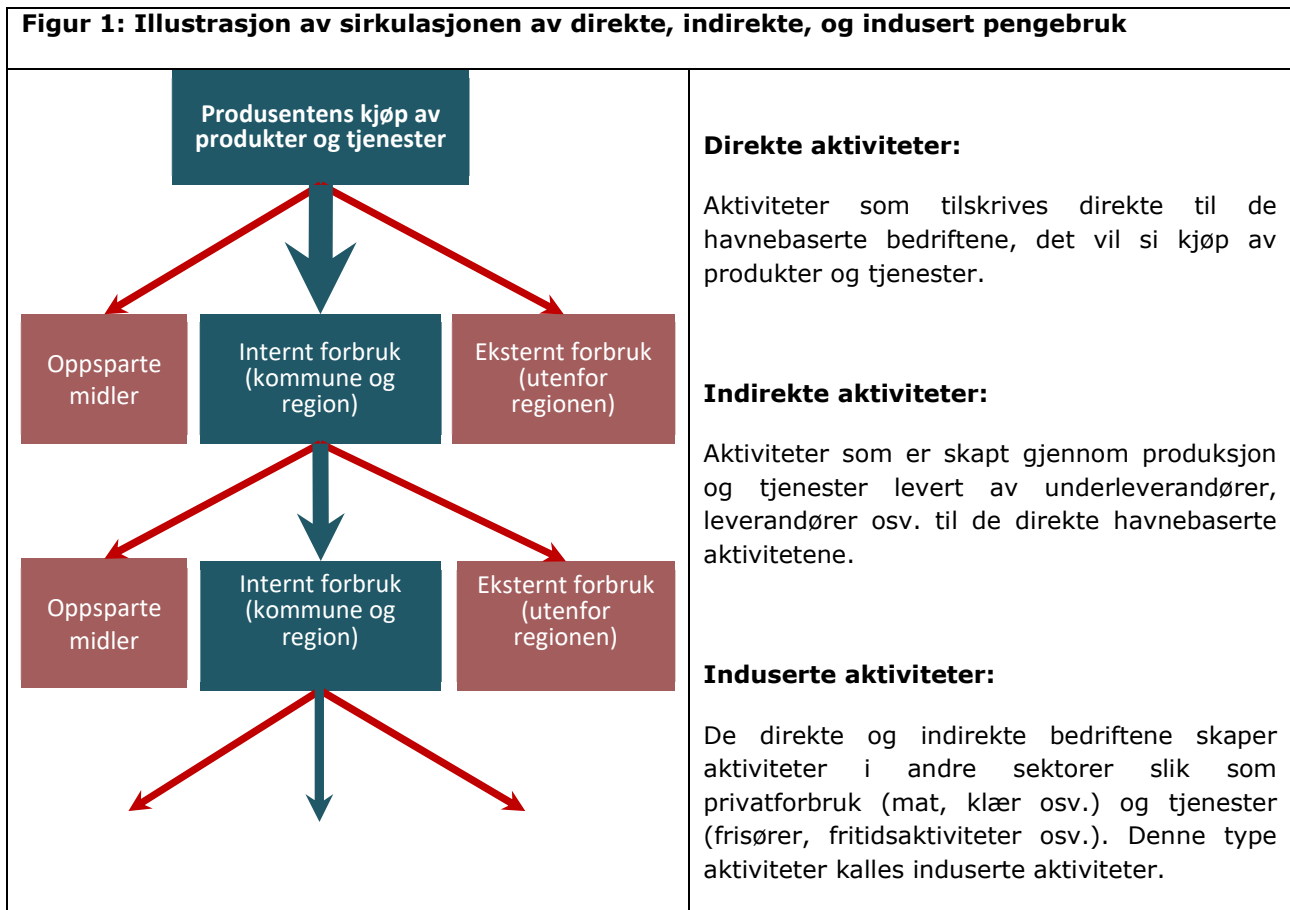 Figur 1: Illustrasjon av sirkulasjonen av direkte, indirekte, og indusert pengebruk
Produsentens kjøp av
produkter og tjenester
Oppsparte
midler
Internt forbruk
(kommune og
region)
Eksternt forbruk
(utenfor
regionen)
Oppsparte
midler
Internt forbruk
(kommune og
region)
Eksternt forbruk
(utenfor
regionen)
Direkte aktiviteter:
Aktiviteter som tilskrives direkte til de
havnebaserte bedriftene, det vil si kjøp av
produkter og tjenester.
Indirekte aktiviteter:
Aktiviteter som er skapt gjennom produksjon
og tjenester levert av underleverandører,
leverandører osv. til de direkte havnebaserte
aktivitetene.
Induserte aktiviteter:
De direkte og indirekte bedriftene skaper
aktiviteter i andre sektorer slik som
privatforbruk (mat, klær osv.) og tjenester
(frisører, fritidsaktiviteter osv.). Denne type
aktiviteter kalles induserte aktiviteter.